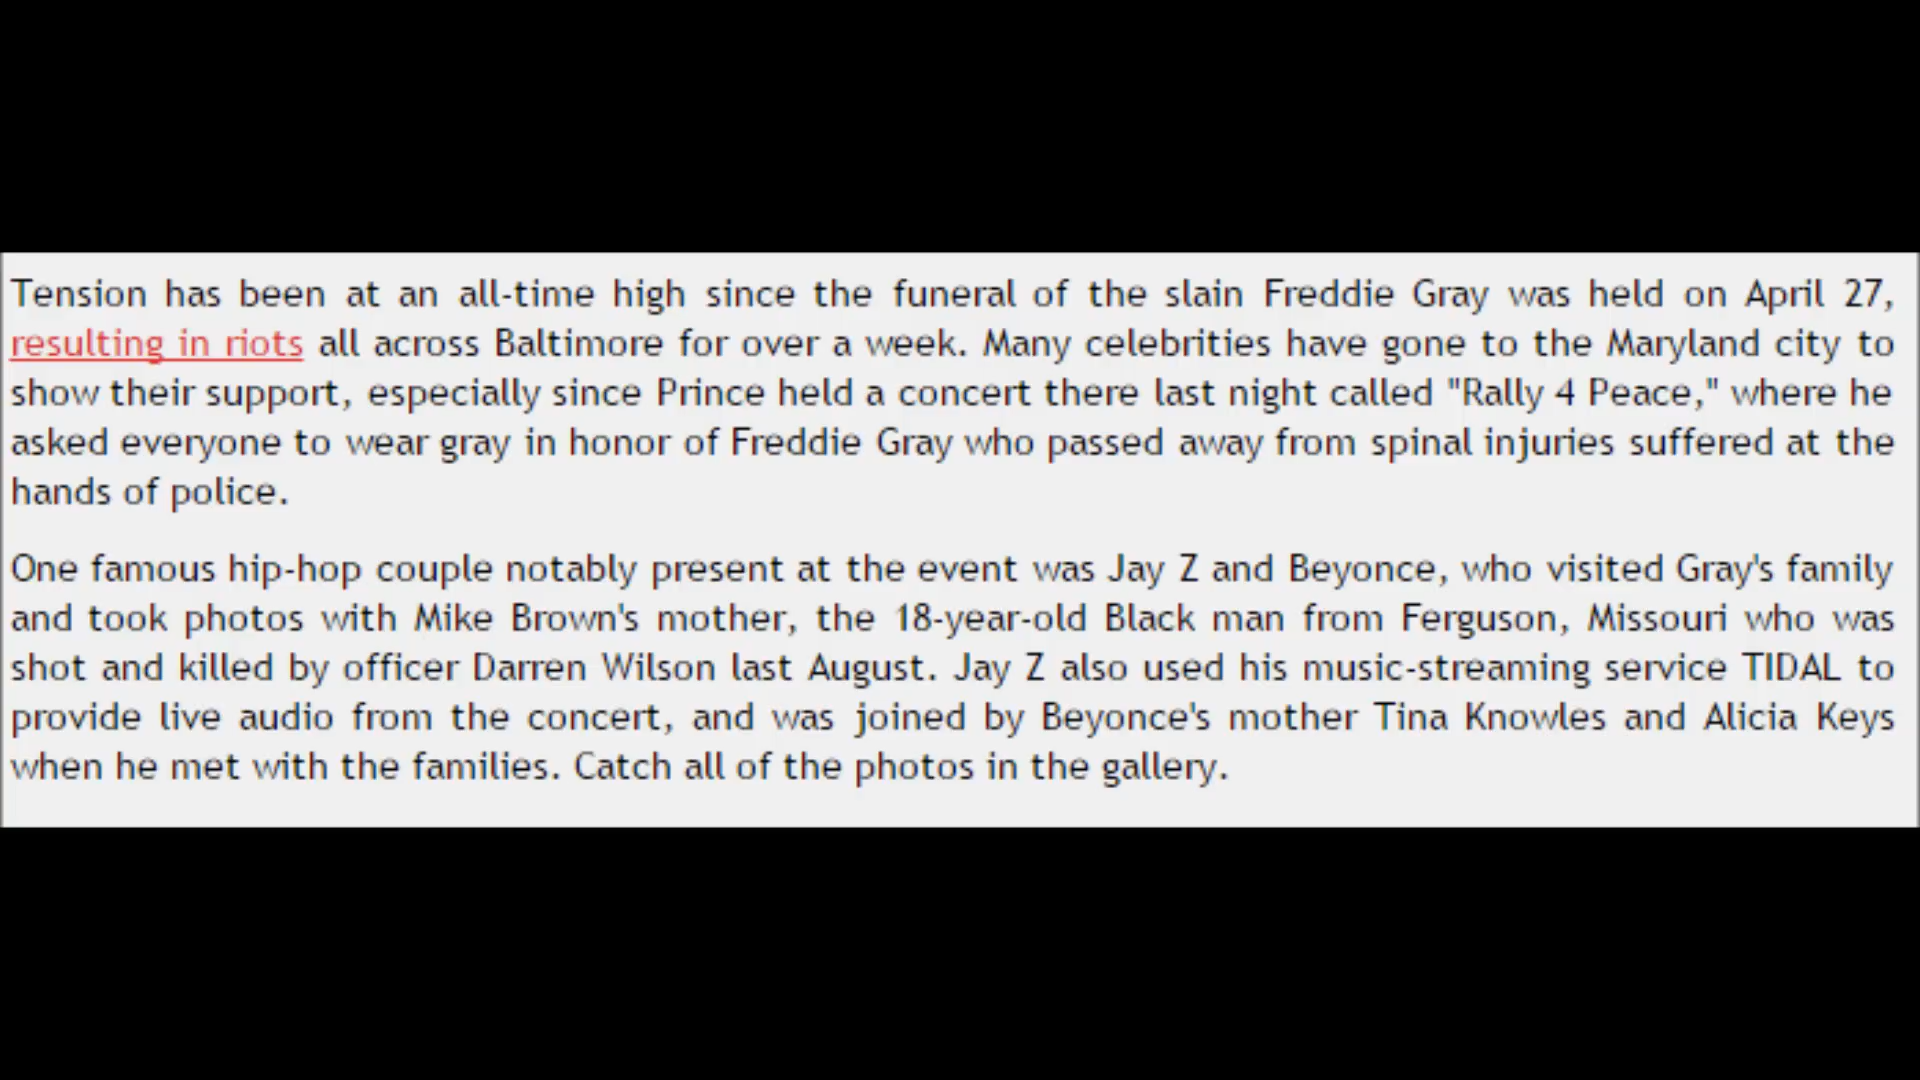 Tension has been at an all-time high since the funeral of the slain Freddie Gray was held on April 27,
resulting in riots all across Baltimore for over a week. Many celebrities have gone to the Maryland city to
show their support, especially since Prince held a concert there last night called "Rally 4 Peace," where he
asked everyone to wear gray in honor of Freddie Gray who passed away from spinal injuries suffered at the
hands of police.
One famous hip-hop couple notably present at the event was Jay Z and Beyonce, who visited Gray's family
and took photos with Mike Brown's mother, the 18-year-old Black man from Ferguson, Missouri who was
shot and killed by officer Darren Wilson last August. Jay Z also used his music-streaming service TIDAL to
provide live audio from the concert, and was joined by Beyonce's mother Tina Knowles and Alicia Keys
when he met with the families. Catch all of the photos in the gallery.